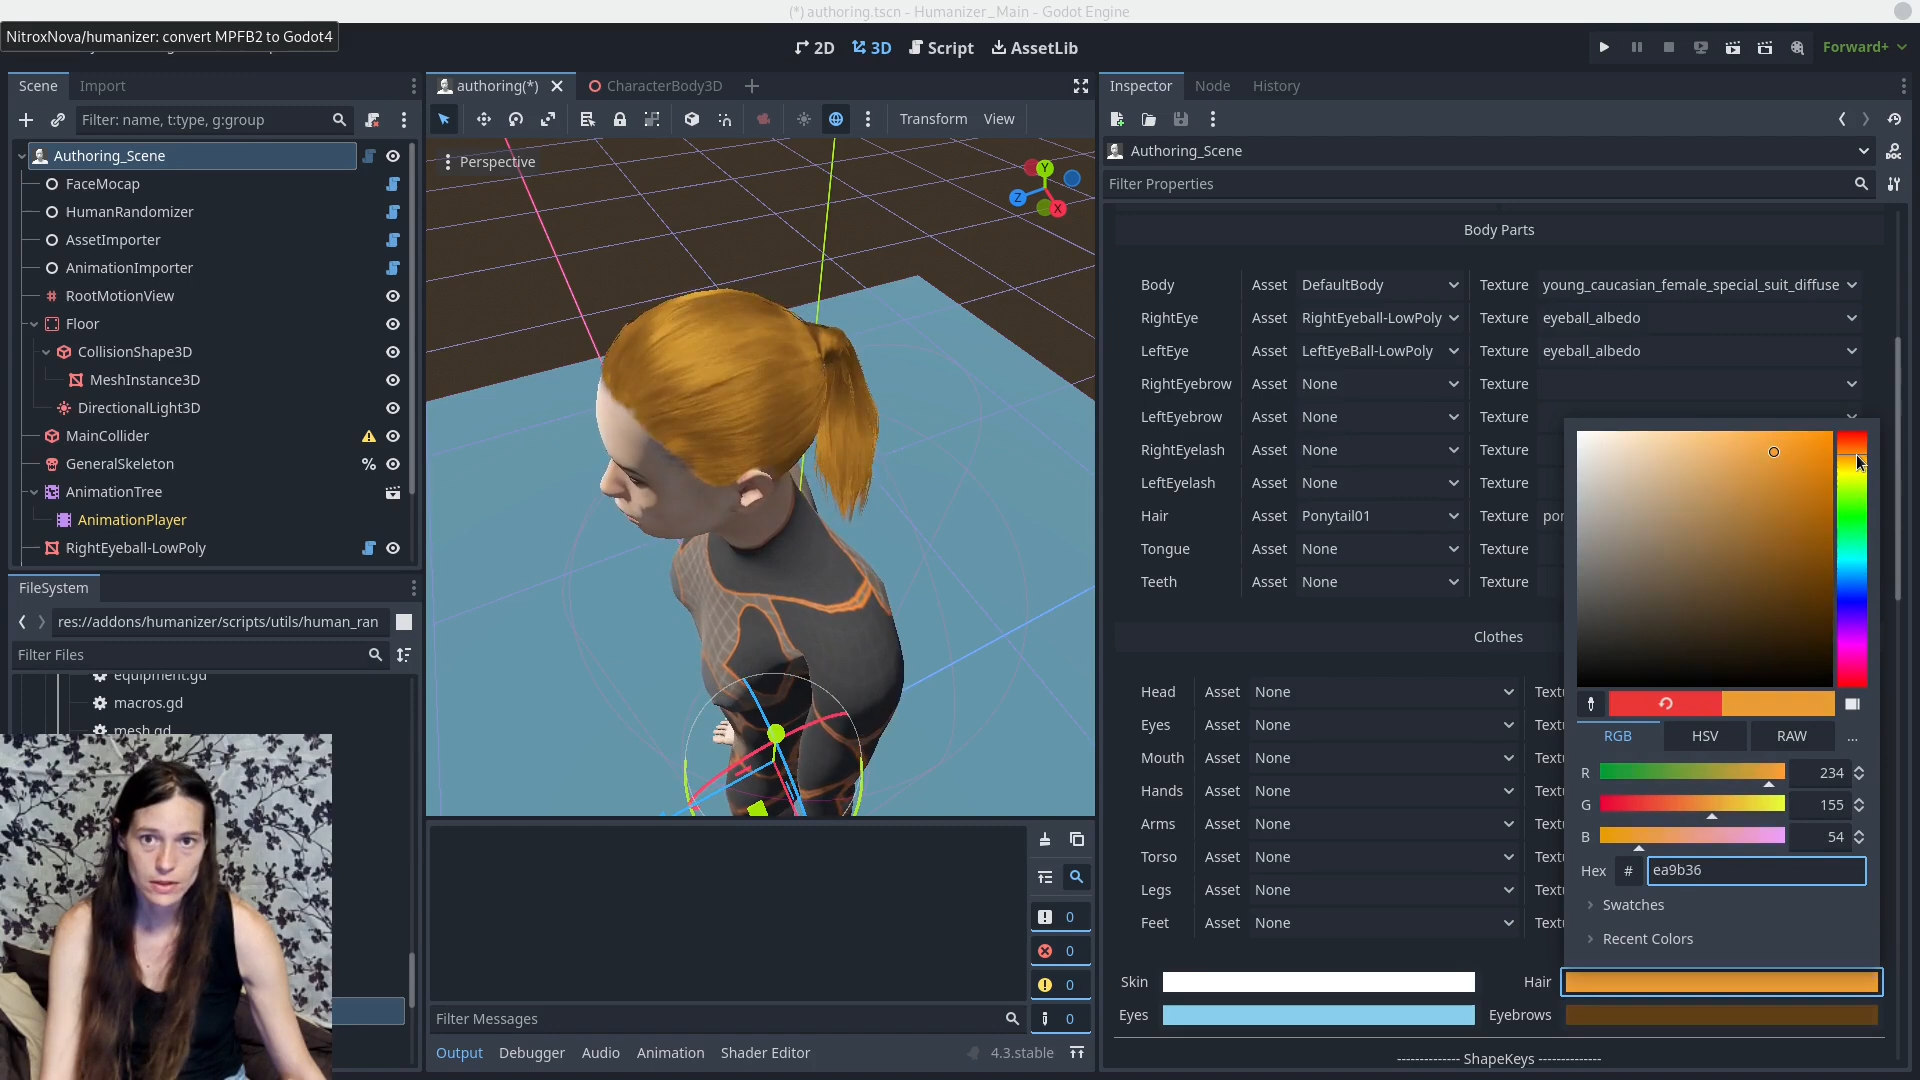 (*) authoring.tscn - Humanizer_Main - Godot Engine
NitroxNova/humanizer: convert MPFB2 to Godot4
2D 3D Script AssetLib
Forward+
Scene Import
Filter: name, t:type, g:group
Authoring_Scene
FaceMocap
HumanRandomizer
AssetImporter
AnimationImporter
RootMotionView
Floor
CollisionShape3D
MeshInstance3D
DirectionalLight3D
MainCollider
GeneralSkeleton
AnimationTree
AnimationPlayer
RightEyeball-LowPoly
FileSystem
res://addons/humanizer/scripts/utils/human_ran
Filter Files
equipment.gd
macros.gd
mesh.gd
authoring(*) CharacterBody3D
Transform View
Perspective
Y
Z
X
0
0
0
0
Filter Messages
Output Debugger Audio Animation Shader Editor 4.3.stable
Inspector Node History
Authoring_Scene
DOC
Filter Properties
Body Parts
Body Asset DefaultBody Texture young_caucasian_female_special_suit_diffuse
RightEye Asset RightEyeball-LowPoly Texture eyeball_albedo
LeftEye Asset LeftEyeBall-LowPoly Texture eyeball_albedo
RightEyebrow Asset None Texture
LeftEyebrow Asset None Texture
RightEyelash Asset None Texture
LeftEyelash Asset None Texture
Hair Asset Ponytail01 Texture
Tongue Asset None Texture
Teeth Asset None Texture
Clothes
Head Asset None
Eyes Asset None
Mouth Asset None
Hands Asset None
Arms Asset None
Torso Asset None
Legs Asset None
Feet Asset None
RGB HSV RAW ...
R 234
G 155
B 54
Hex # ea9b36
Swatches
Recent Colors
Skin Hair
Eyes Eyebrows
-------------- ShapeKeys --------------